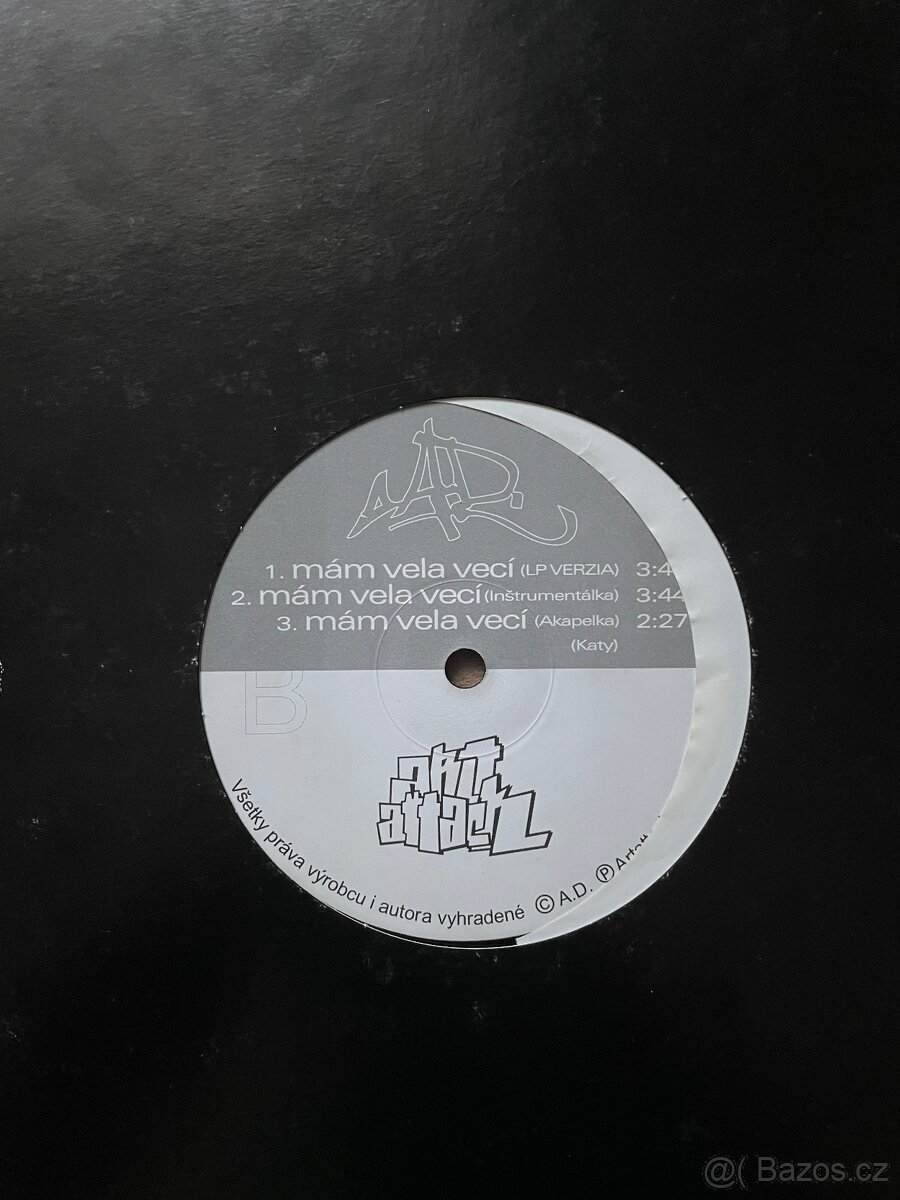 A.D.
1. mám vela vecí (LP VERZIA) 3:4
2. mám vela vecí (Inštrumentálka) 3:44
3. mám vela vecí (Akapelka) 2:27
(Katy)
B
art
attack
Všetky práva výrobcu i autora vyhradené © A.D. ℗ Art
@( Bazos.cz